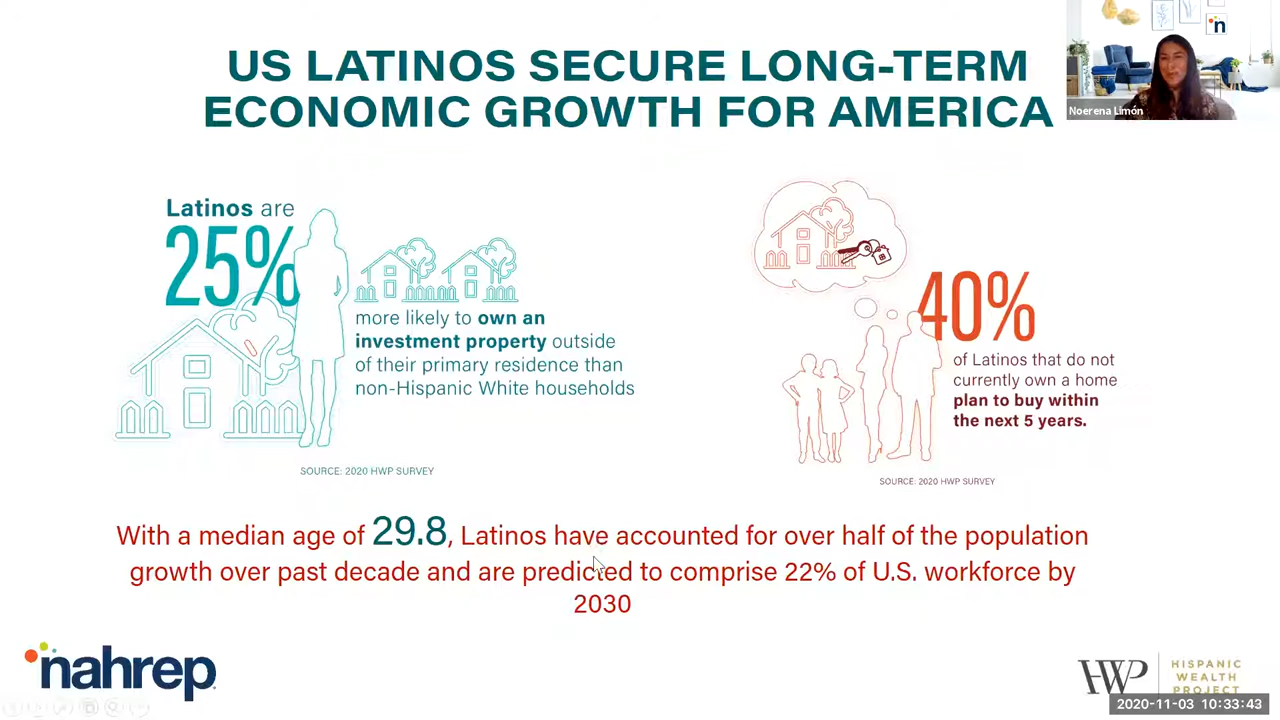 US LATINOS SECURE LONG-TERM
ECONOMIC GROWTH FOR AMERICA
n
Noerena Limón
Latinos are
25%
more likely to own an
investment property outside
of their primary residence than
non-Hispanic White households
SOURCE: 2020 HWP SURVEY
40%
of Latinos that do not
currently own a home
plan to buy within
the next 5 years.
SOURCE: 2020 HWP SURVEY
With a median age of 29.8, Latinos have accounted for over half of the population
growth over past decade and are predicted to comprise 22% of U.S. workforce by
2030
nahrep.
HWP
HISPANIC
WEALTH
PROJECT
2020-11-03 10:33:43